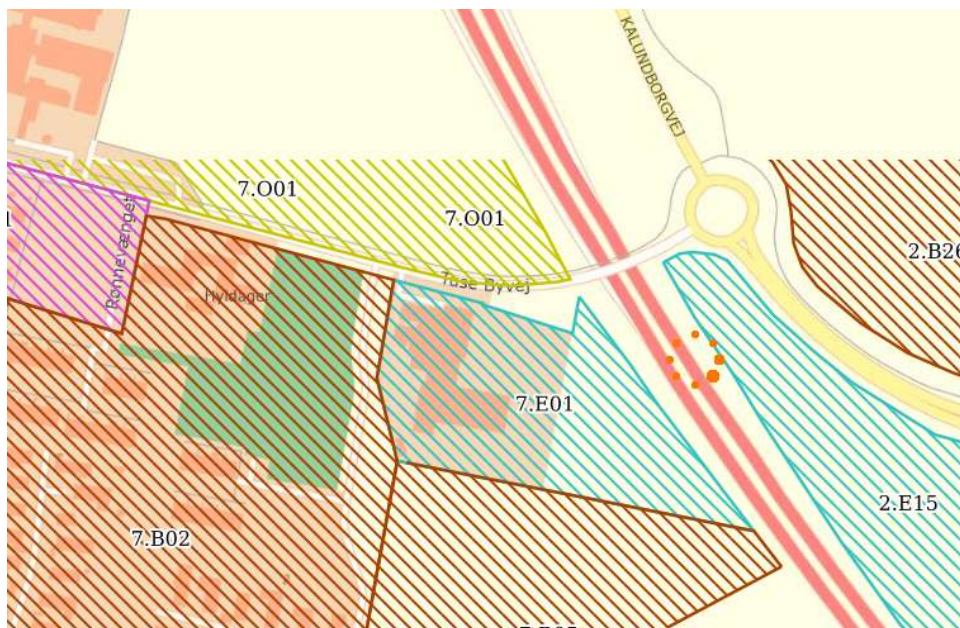 KALUNDBORGVEJ
7.O01
7.O01
Rønnevænget
2.B26
Tuse Byvej
Hyldager
7.E01
2.E15
7.B02